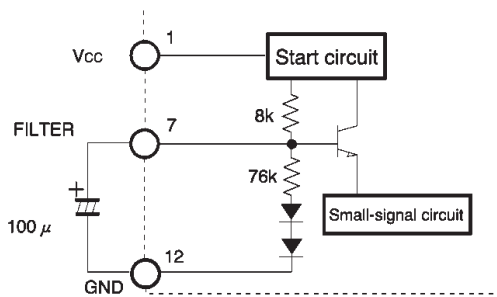 1
Vcc
Start circuit
8k
FILTER
7
76k
+
100 μ
Small-signal circuit
12
GND